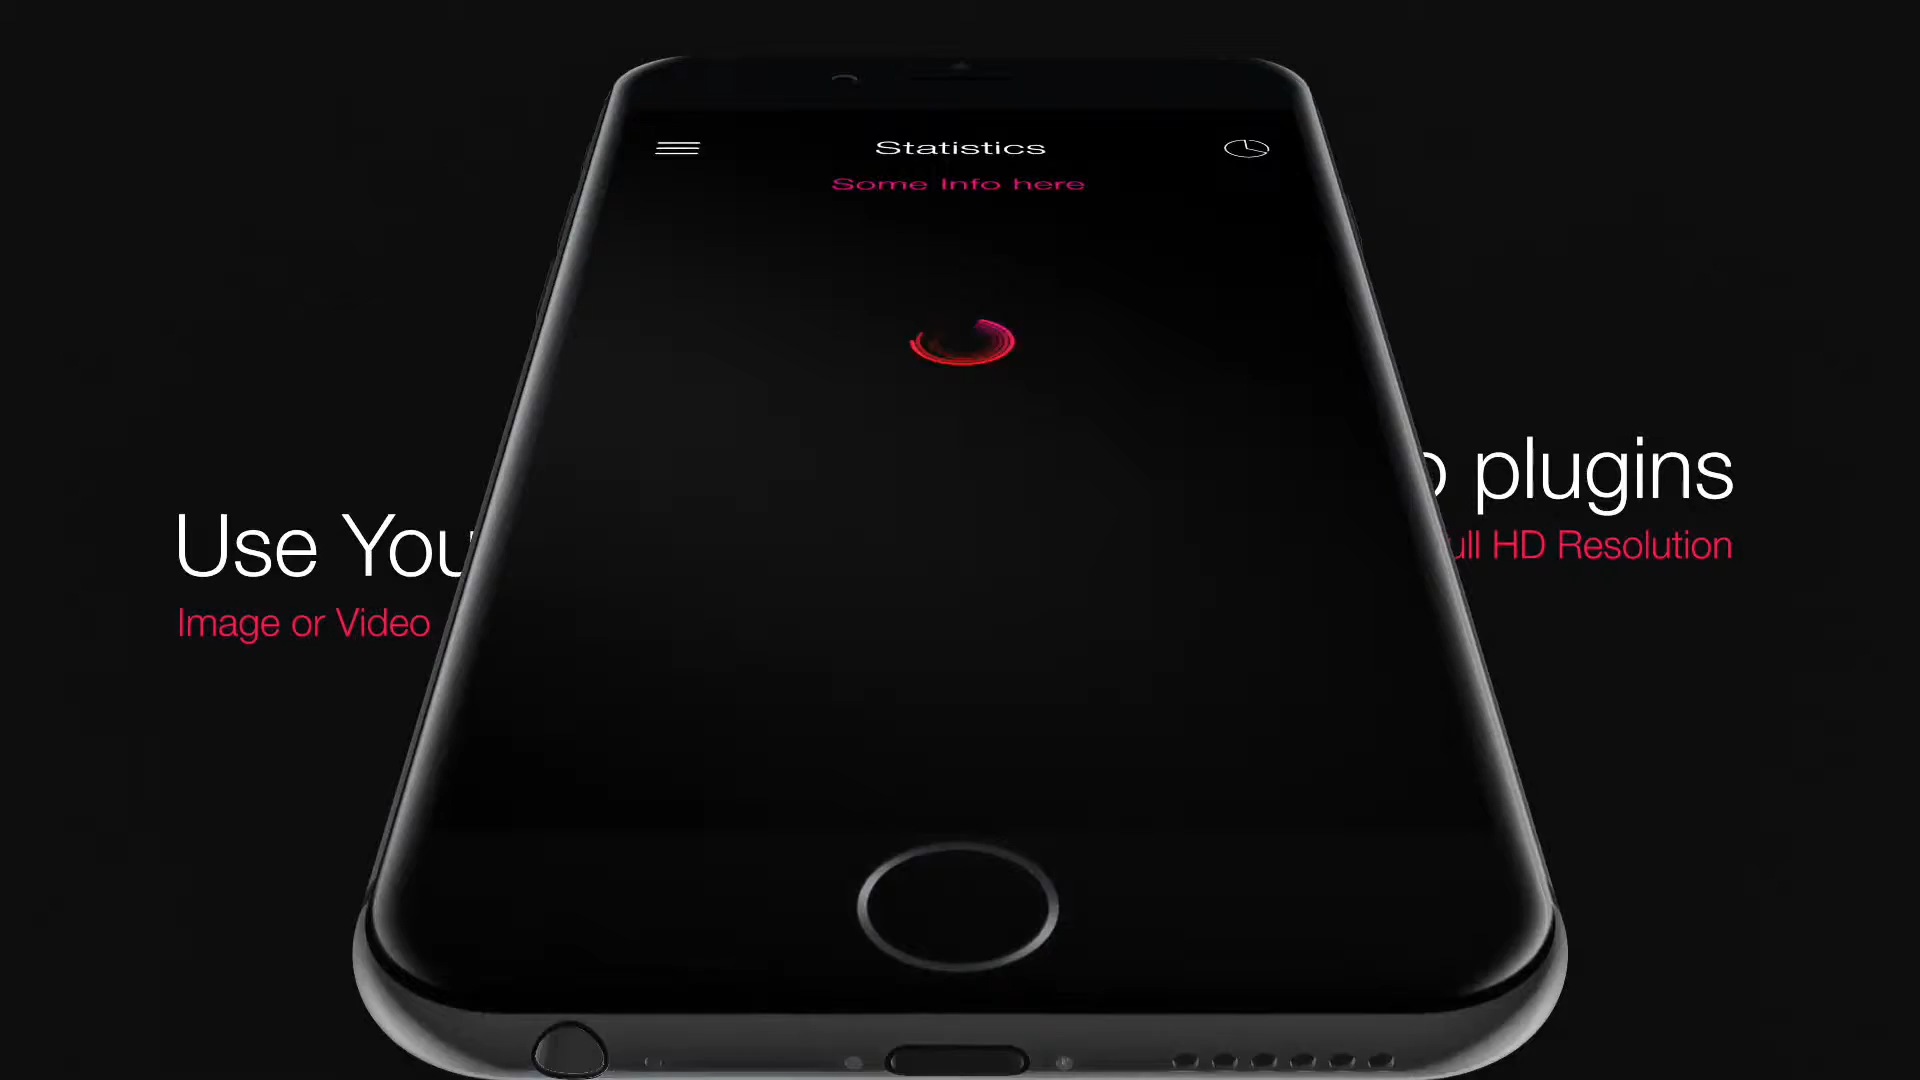 Statistics
Some Info here
Use You
Image or Video
plugins
ull HD Resolution